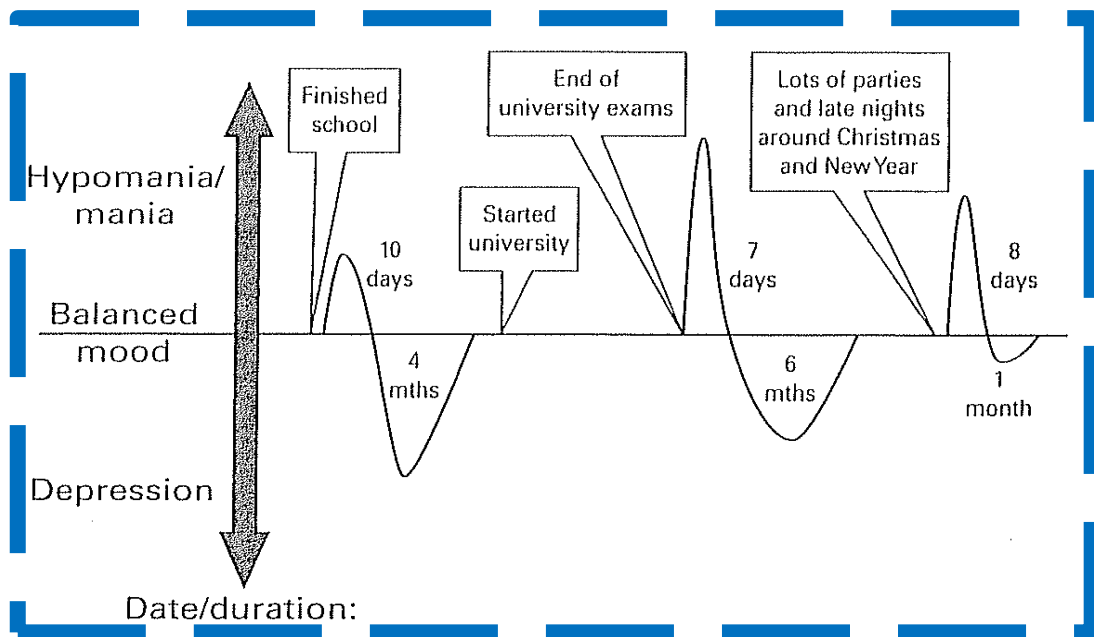 Finished
school
End of
university exams
Lots of parties
and late nights
around Christmas
and New Year
Hypomania/
mania
Started
university
10
days
7
days
8
days
Balanced
mood
4
mths
6
mths
1
month
Depression
Date/duration: